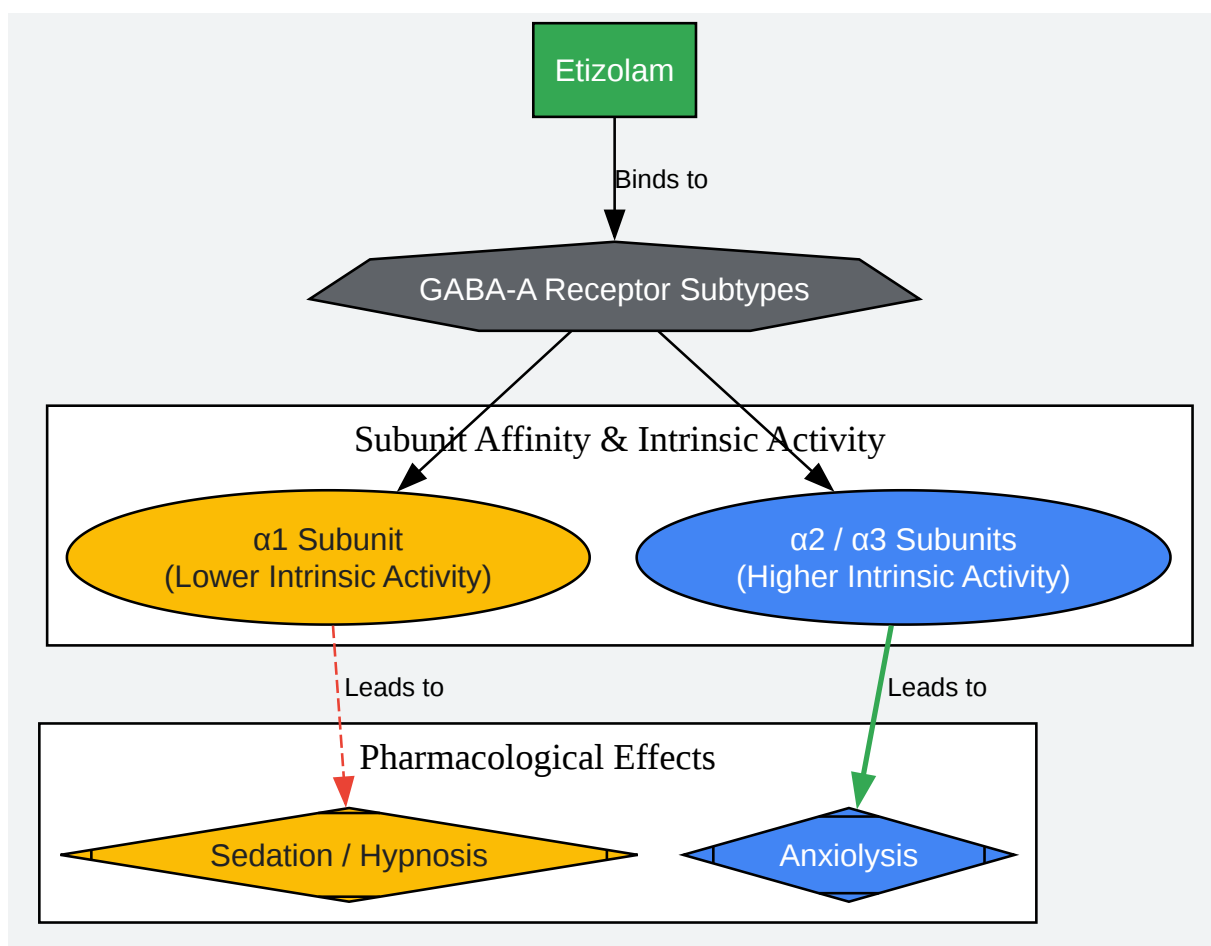 Etizolam
Binds to
GABA-A Receptor Subtypes
Subunit Affinity & Intrinsic Activity
α1 Subunit
(Lower Intrinsic Activity)
α2 / α3 Subunits
(Higher Intrinsic Activity)
Leads to
Leads to
Pharmacological Effects
Sedation / Hypnosis
Anxiolysis